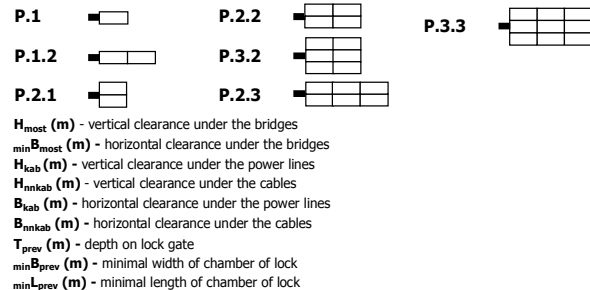 P.1
P.2.2
P.3.3
P.1.2
P.3.2
P.2.1
P.2.3
Hmost (m) - vertical clearance under the bridges
minBmost (m) - horizontal clearance under the bridges
Hkab (m) - vertical clearance under the power lines
Hnnkab (m) - vertical clearance under the cables
Bkab (m) - horizontal clearance under the power lines
Bnnkab (m) - horizontal clearance under the cables
Tprev (m) - depth on lock gate
minBprev (m) - minimal width of chamber of lock
minLprev (m) - minimal length of chamber of lock